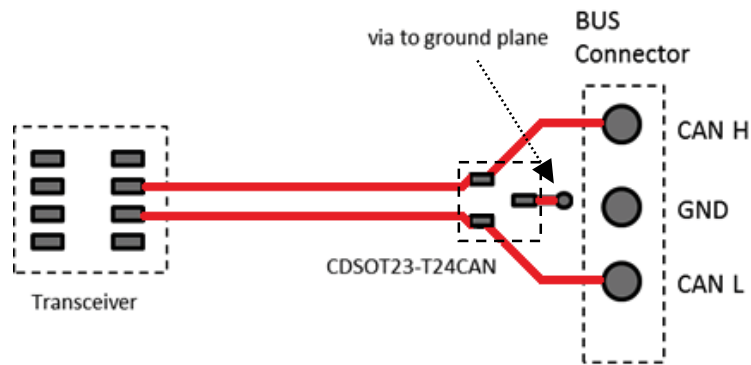 via to ground plane
BUS
Connector
CAN H
GND
CAN L
CDSOT23-T24CAN
Transceiver